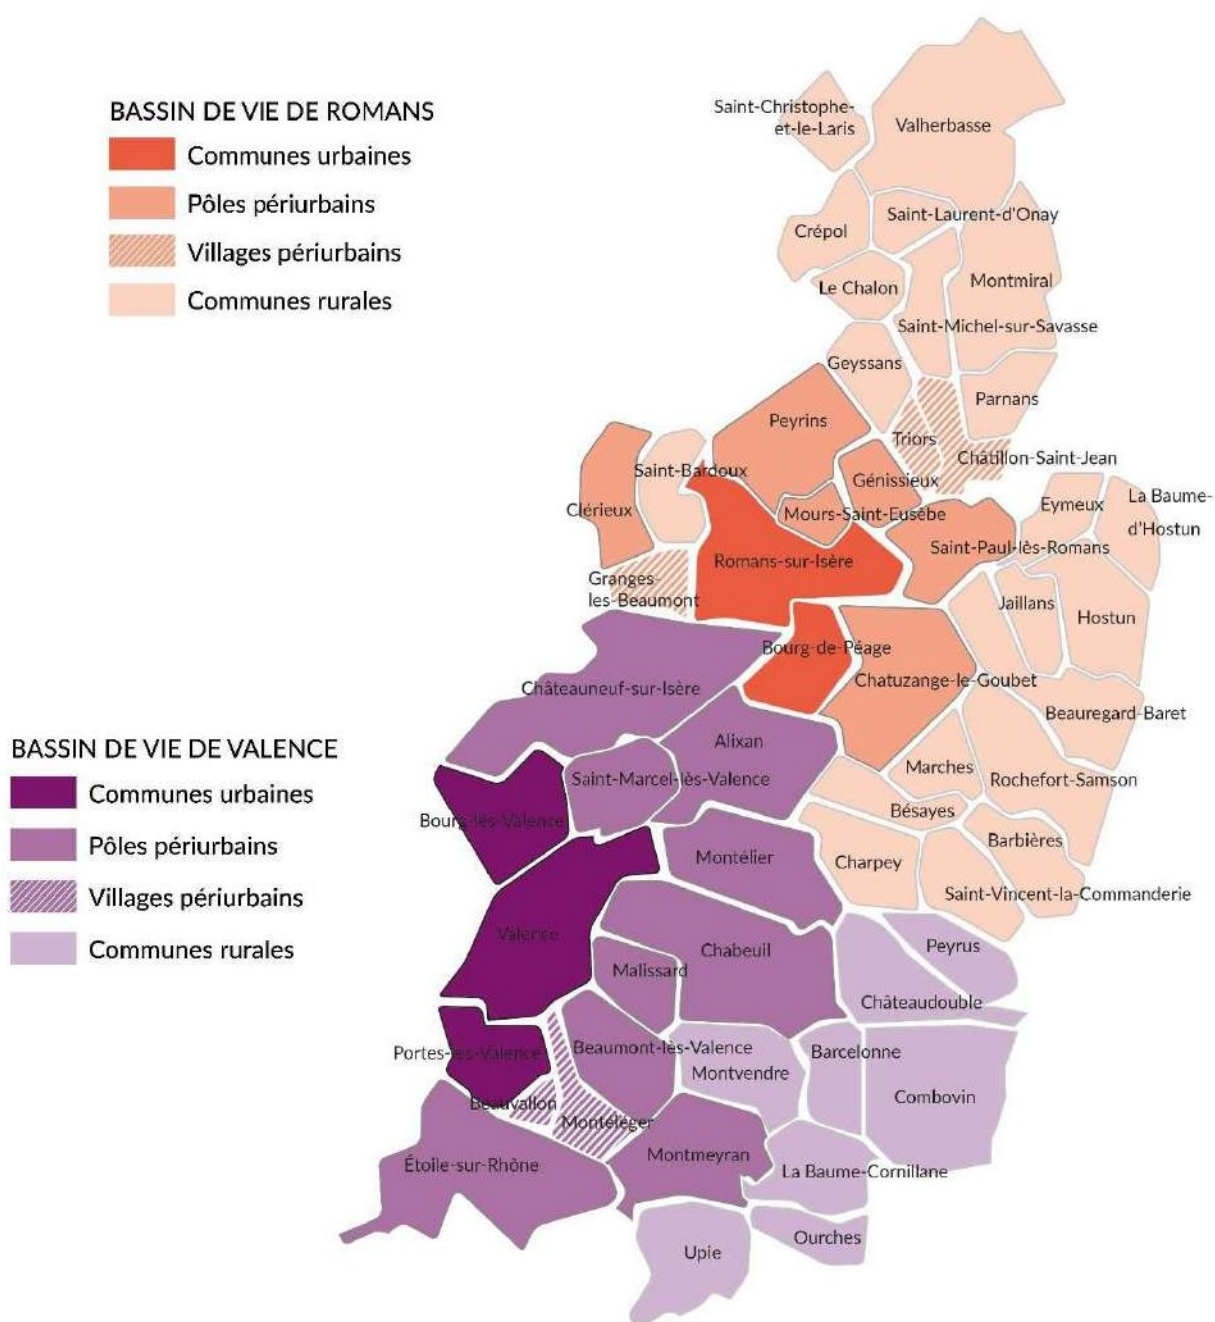 Saint-Christophe-
et-le-Laris
Valherbasse
BASSIN DE VIE DE ROMANS
Communes urbaines
Pôles périurbains
Villages périurbains
Communes rurales
Saint-Laurent-d'Onay
Crépol
Le Chalon
Montmiral
Saint-Michel-sur-Savasse
Geyssans
Parnans
Peyrins
Triors
Châtillon-Saint-Jean
Saint-Bardoux
Génissieux
Clérieux
Mours-Saint-Eusèbe
Eymeux
La Baume-
d'Hostun
Saint-Paul-lès-Romans
Romans-sur-Isère
Granges-
les-Beaumont
Jaillans
Hostun
Bourg-de-Péage
Châteauneuf-sur-Isère
Chatuzange-le-Goubet
Beauregard-Baret
BASSIN DE VIE DE VALENCE
Communes urbaines
Pôles périurbains
Villages périurbains
Communes rurales
Alixan
Saint-Marcel-lès-Valence
Marches
Rochefort-Samson
Bésayes
Bourg-lès-Valence
Barbières
Montélier
Charpey
Saint-Vincent-la-Commanderie
Valence
Chabeuil
Peyrus
Malissard
Châteaudouble
Portes-lès-Valence
Beaumont-lès-Valence
Barcelonne
Montvendre
Combovin
Beauvallon
Montéléger
Étoile-sur-Rhône
Montmeyran
La Baume-Cornillane
Ourches
Upie